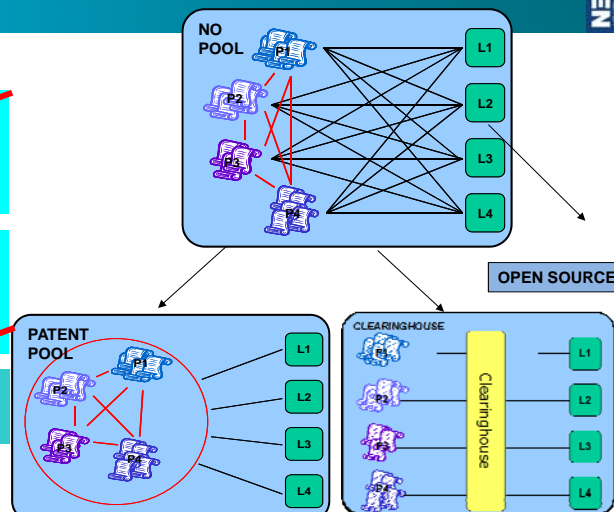 NE
NO
POOL
P1
L1
P2
L2
P3
L3
P4
L4
OPEN SOURCE
PATENT
POOL
P1
L1
P2
L2
P3
L3
P4
L4
CLEARINGHOUSE
P1
L1
P2
L2
Clearinghouse
P3
L3
P4
L4